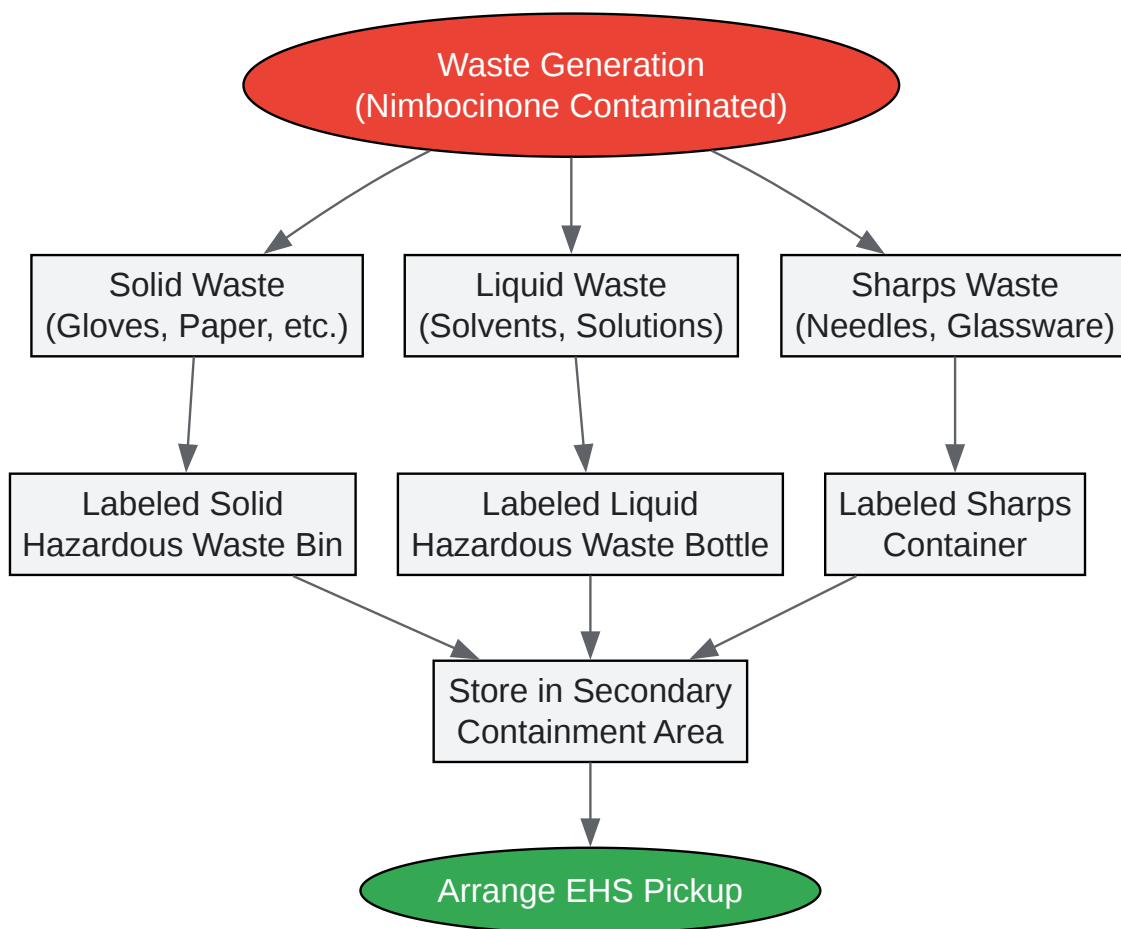 Waste Generation
(Nimbocinone Contaminated)
Solid Waste
(Gloves, Paper, etc.)
Liquid Waste
(Solvents, Solutions)
Sharps Waste
(Needles, Glassware)
Labeled Solid
Hazardous Waste Bin
Labeled Liquid
Hazardous Waste Bottle
Labeled Sharps
Container
Store in Secondary
Containment Area
Arrange EHS Pickup